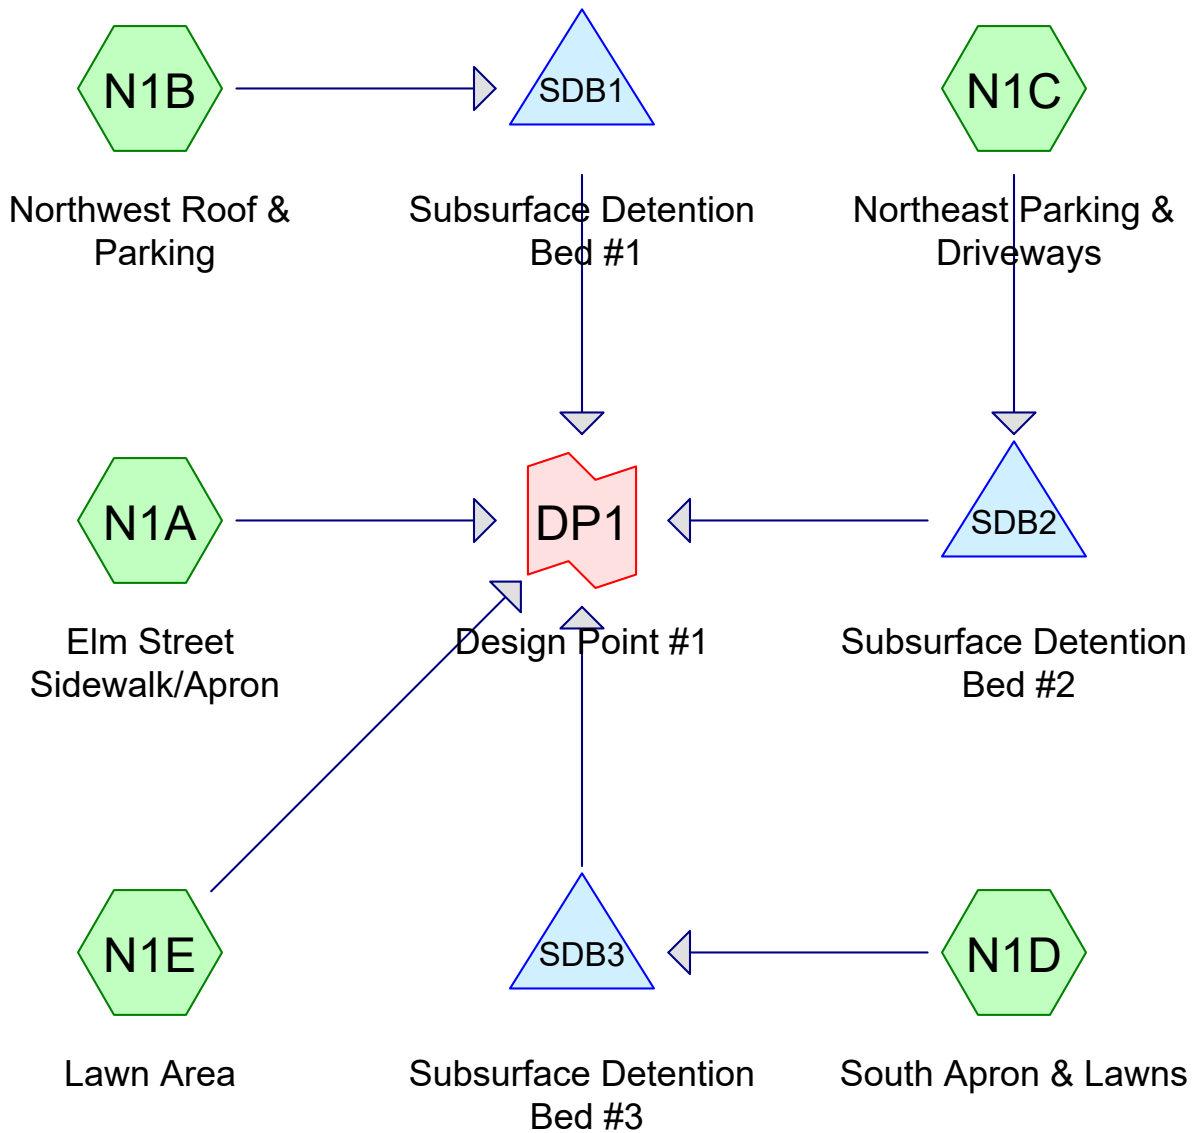 N1B
SDB1
N1C
Northwest Roof &
Parking
Subsurface Detention
Bed #1
Northeast Parking &
Driveways
N1A
DP1
SDB2
Elm Street
Sidewalk/Apron
Design Point #1
Subsurface Detention
Bed #2
N1E
SDB3
N1D
Lawn Area
Subsurface Detention
Bed #3
South Apron & Lawns